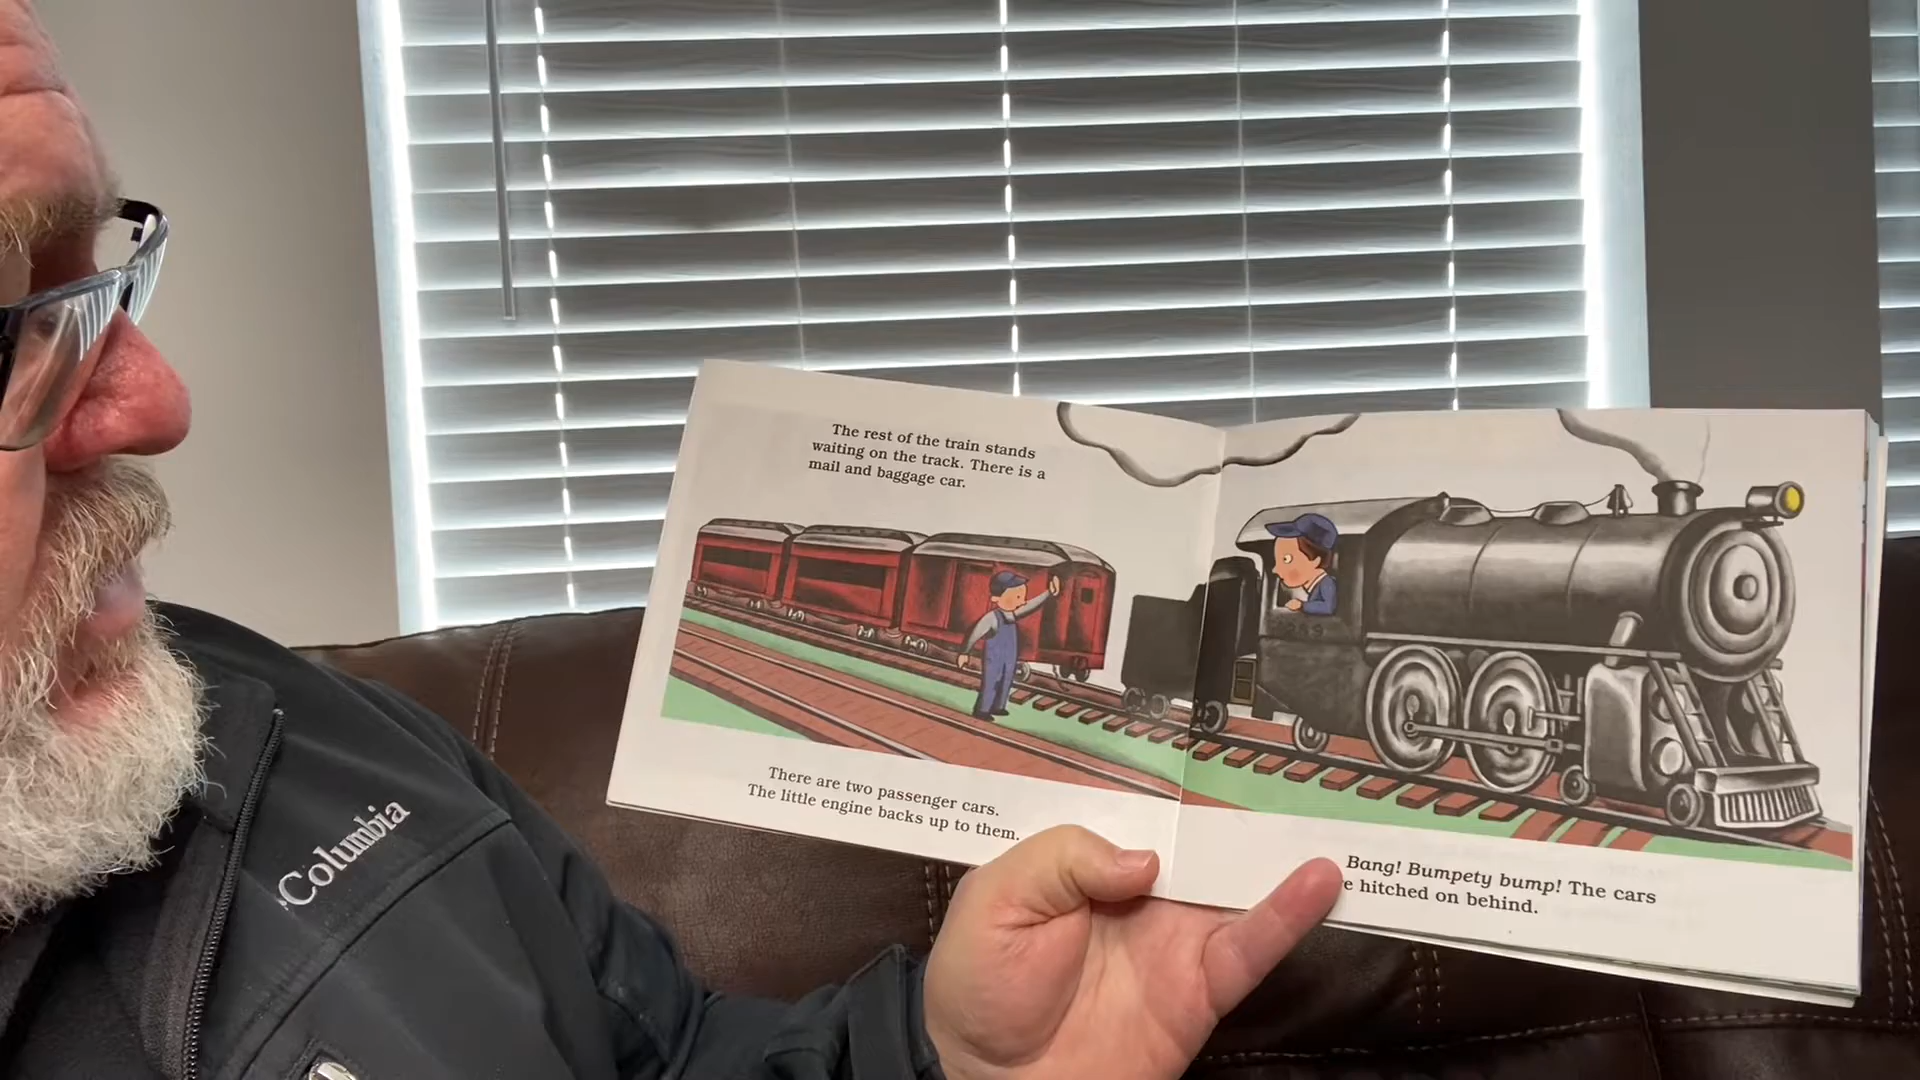 The rest of the train stands
waiting on the track. There is a
mail and baggage car.
There are two passenger cars.
The little engine backs up to them.
Bang! Bumpety bump! The cars
hitched on behind.
Columbia